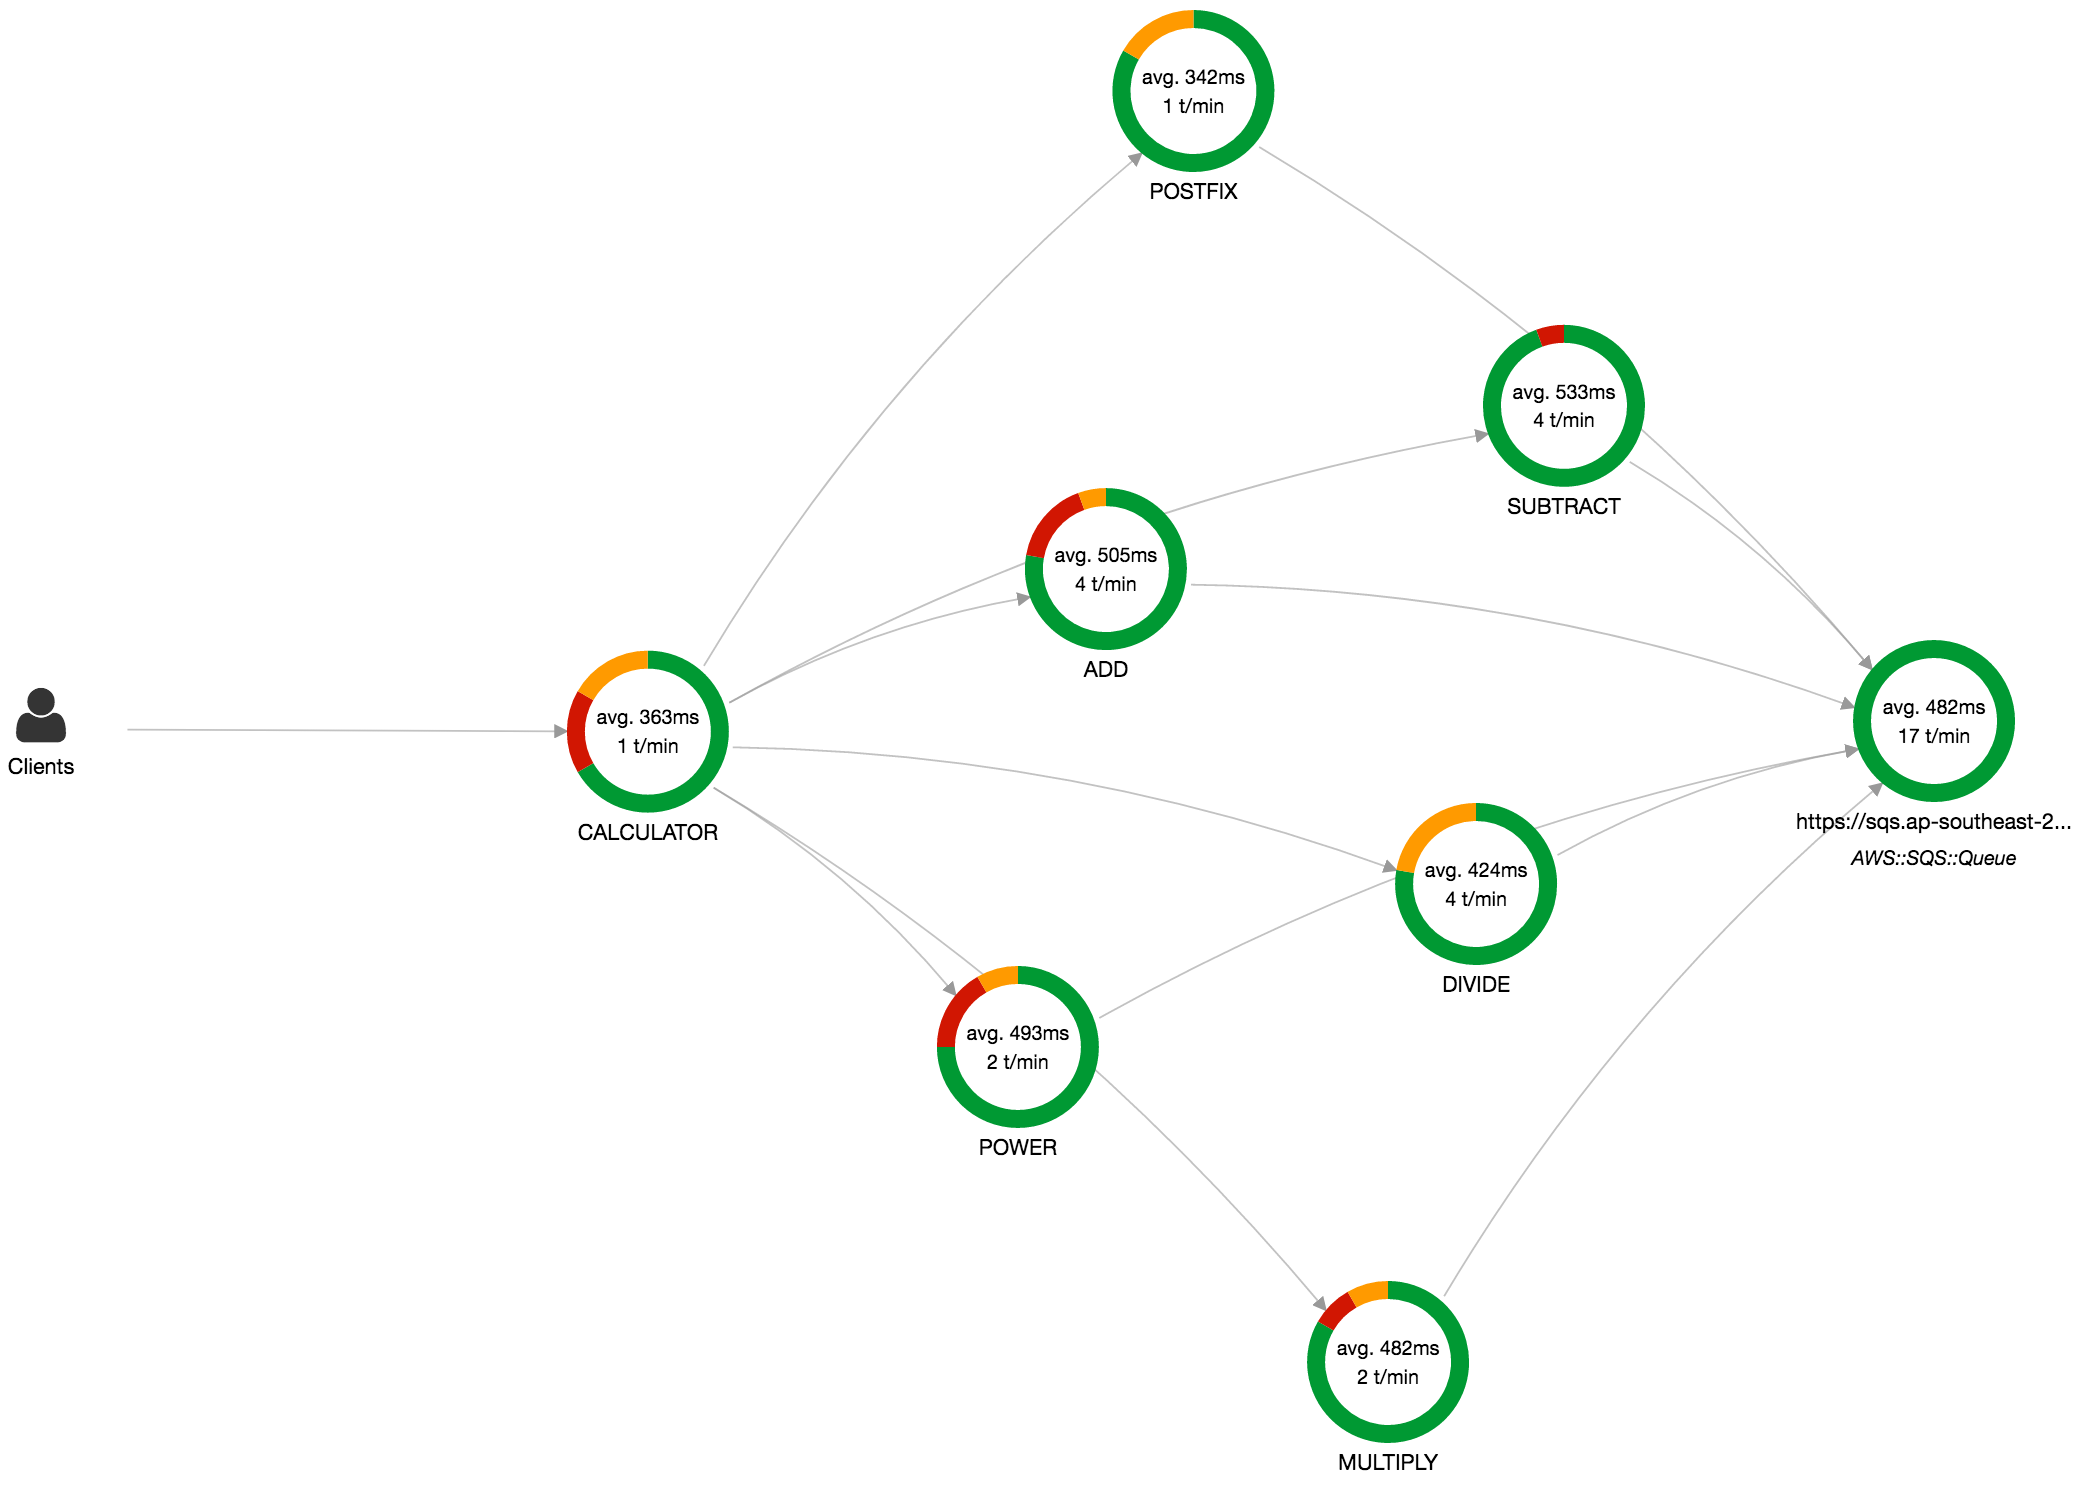 avg. 342ms
1 t/min
POSTFIX
avg. 533ms
4 t/min
SUBTRACT
avg. 505ms
4 t/min
ADD
Clients
avg. 363ms
1 t/min
CALCULATOR
avg. 482ms
17 t/min
https://sqs.ap-southeast-2...
AWS::SQS::Queue
avg. 424ms
4 t/min
DIVIDE
avg. 493ms
2 t/min
POWER
avg. 482ms
2 t/min
MULTIPLY